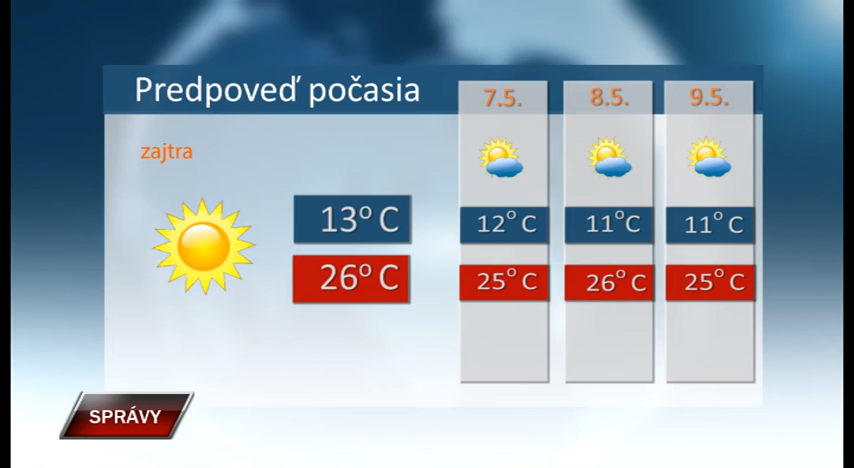 Predpoveď počasia
zajtra
13° C
26° C
7.5.
12° C
25° C
8.5.
11°C
26° C
9.5.
11° C
25° C
SPRÁVY